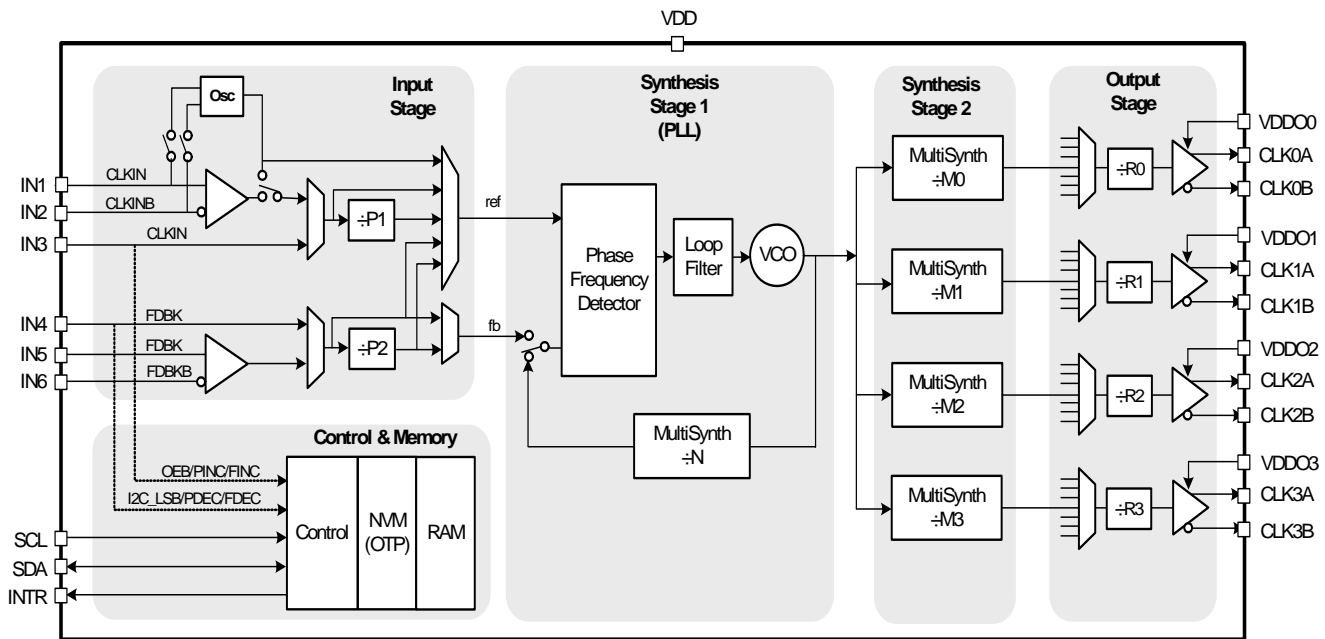 VDD
Input
Stage
Synthesis
Stage 1
(PLL)
Synthesis
Stage 2
Output
Stage
Osc
IN1
CLKIN
IN2
CLKINB
IN3
CLKIN
÷P1
ref
IN4
FDBK
IN5
FDBK
IN6
FDBKB
÷P2
fb
Phase
Frequency
Detector
Loop
Filter
VCO
MultiSynth
÷N
MultiSynth
÷M0
MultiSynth
÷M1
MultiSynth
÷M2
MultiSynth
÷M3
÷R0
÷R1
÷R2
÷R3
VDDO0
CLK0A
CLK0B
VDDO1
CLK1A
CLK1B
VDDO2
CLK2A
CLK2B
VDDO3
CLK3A
CLK3B
Control & Memory
OEB/PINC/FINC
I2C_LSB/PDEC/FDEC
SCL
SDA
INTR
Control
NVM
(OTP)
RAM